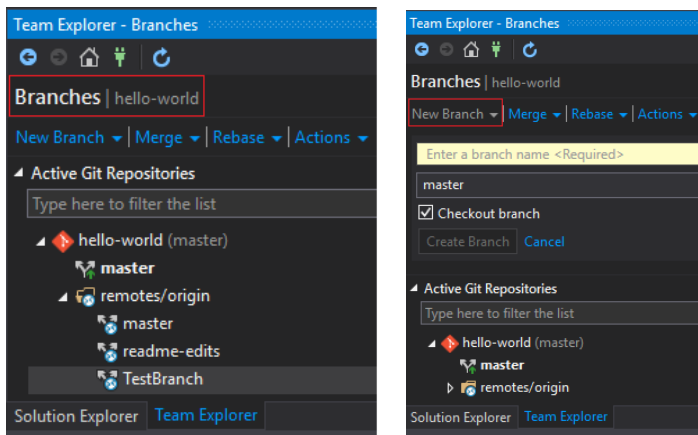 Team Explorer - Branches
Branches | hello-world
New Branch | Merge | Rebase | Actions
Active Git Repositories
Type here to filter the list
hello-world (master)
master
remotes/origin
master
readme-edits
TestBranch
Solution Explorer Team Explorer
Team Explorer - Branches
Branches | hello-world
New Branch | Merge | Rebase | Actions
Enter a branch name <Required>
master
Checkout branch
Create Branch Cancel
Active Git Repositories
Type here to filter the list
hello-world (master)
master
remotes/origin
Solution Explorer Team Explorer